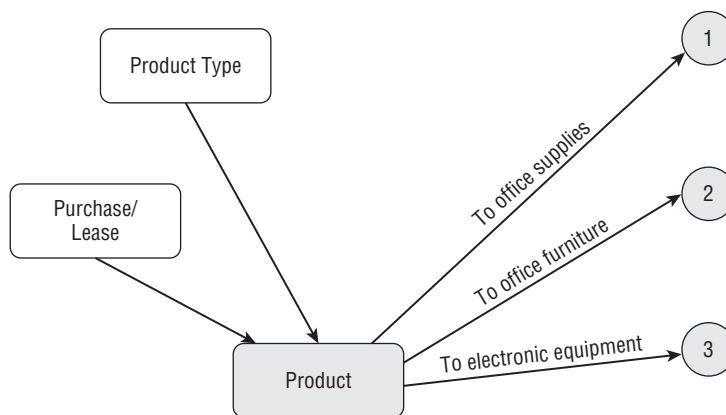 1
Product Type
To office supplies
2
Purchase/
Lease
To office furniture
3
To electronic equipment
Product